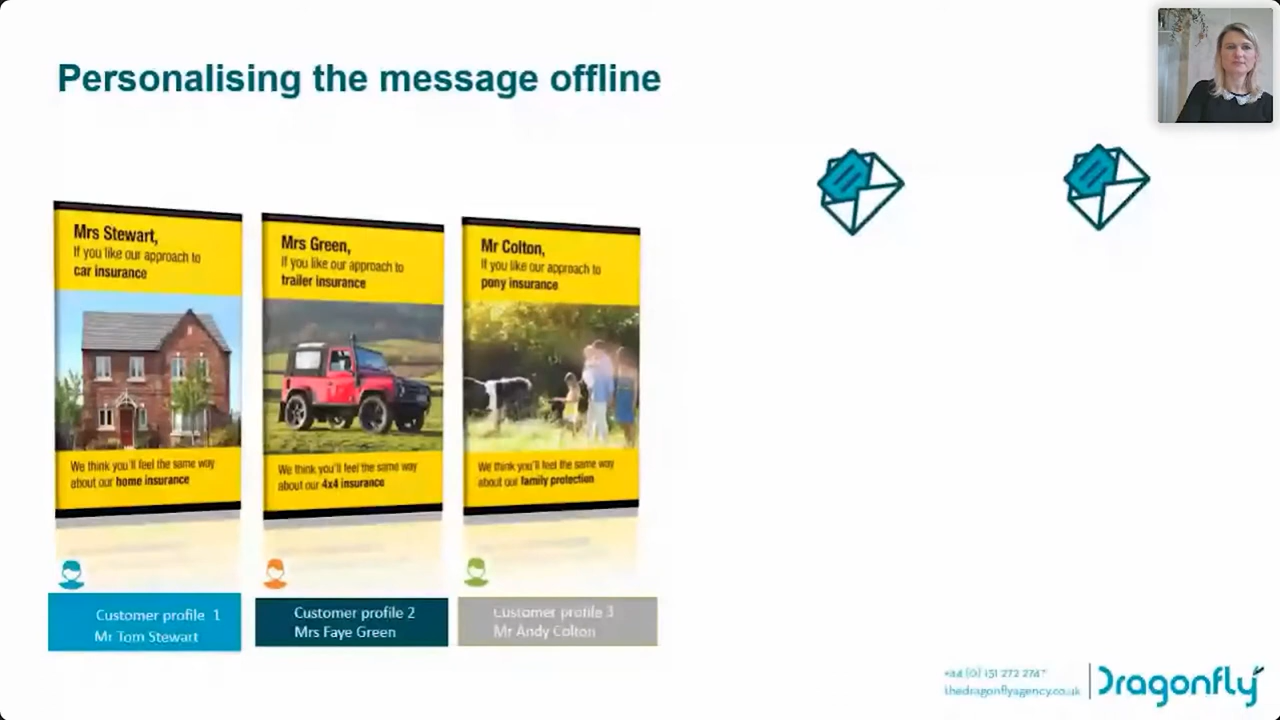 Personalising the message offline
Mrs Stewart,
If you like our approach to
car insurance
We think you'll feel the same way
about our home insurance
Mrs Green,
If you like our approach to
trailer insurance
We think you'll feel the same way
about our 4x4 insurance
Mr Colton,
If you like our approach to
pony insurance
We think you'll feel the same way
about our family protection
Customer profile 1
Mr Tom Stewart
Customer profile 2
Mrs Faye Green
Customer profile 3
Mr Andy Colton
+44 (0) 151 272
thedragonflyagency.co.uk
Dragonfly